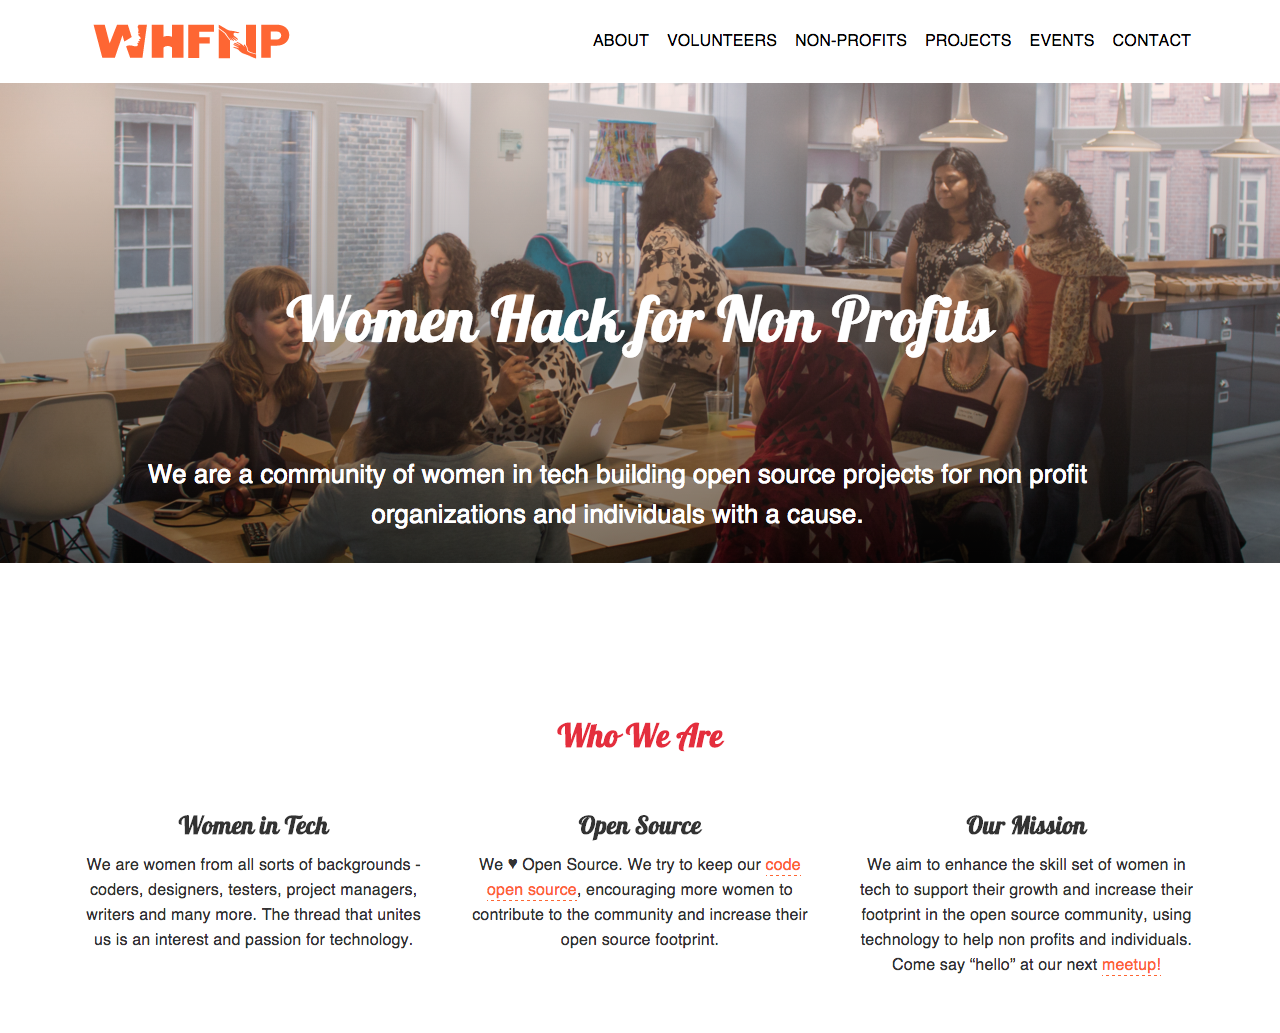 WHFNP
ABOUT VOLUNTEERS NON-PROFITS PROJECTS EVENTS CONTACT
Women Hack for Non Profits
We are a community of women in tech building open source projects for non profit
organizations and individuals with a cause.
Who We Are
Women in Tech
We are women from all sorts of backgrounds -
coders, designers, testers, project managers,
writers and many more. The thread that unites
us is an interest and passion for technology.
Open Source
We ♥ Open Source. We try to keep our code
open source, encouraging more women to
contribute to the community and increase their
open source footprint.
Our Mission
We aim to enhance the skill set of women in
tech to support their growth and increase their
footprint in the open source community, using
technology to help non profits and individuals.
Come say “hello” at our next meetup!